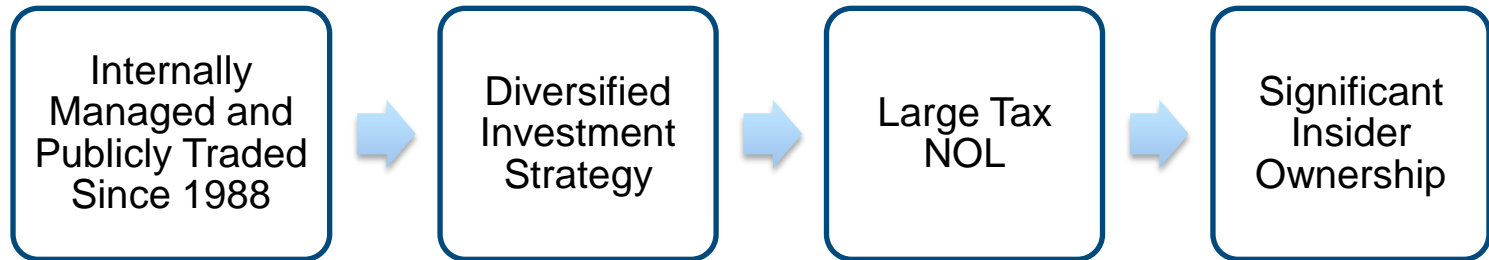 Internally
Managed and
Publicly Traded
Since 1988
Diversified
Investment
Strategy
Large Tax
NOL
Significant
Insider
Ownership